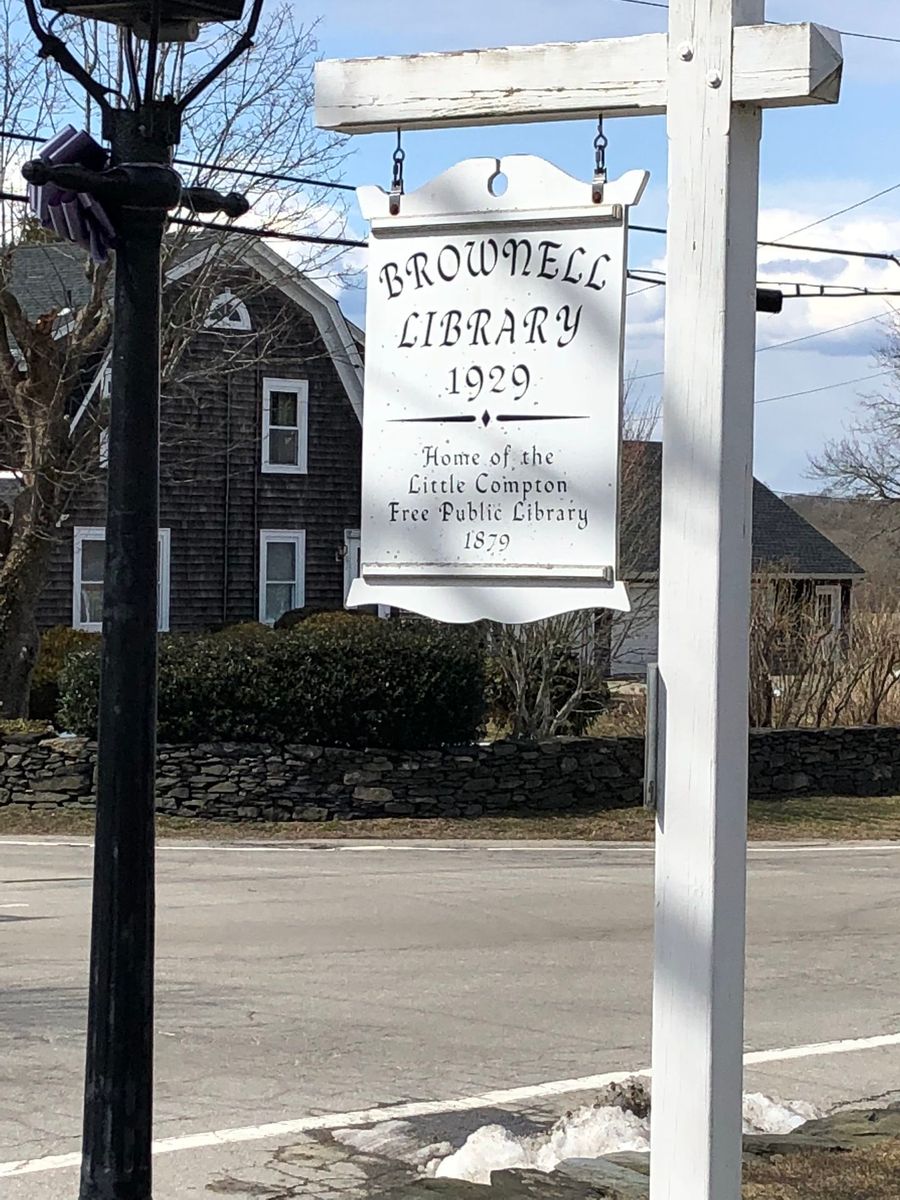 BROWNELL
LIBRARY
1929
Home of the
Little Compton
Free Public Library
1879